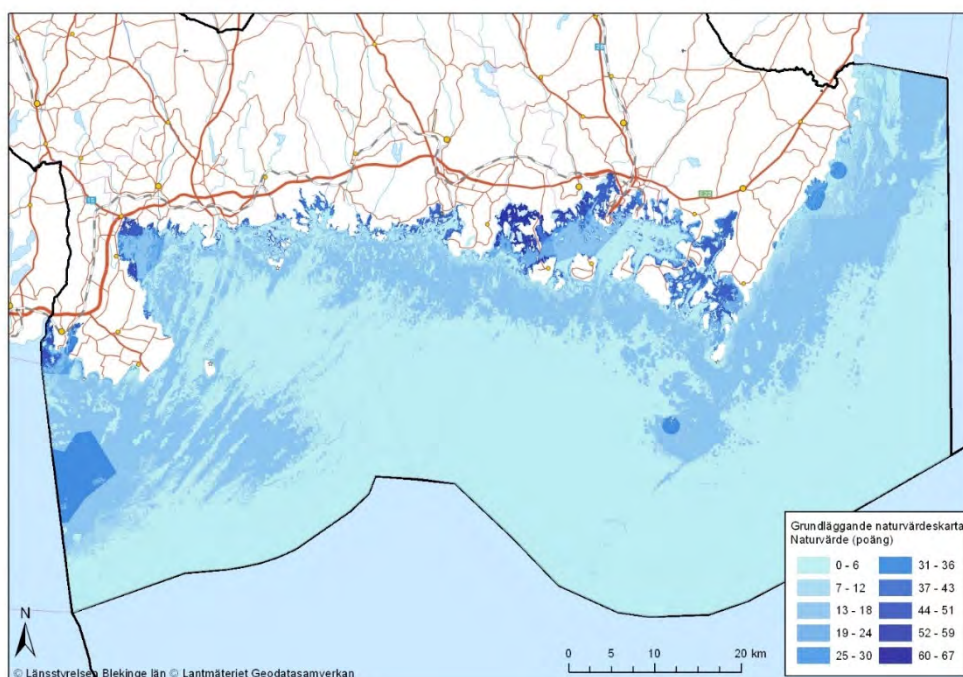 Grundläggande naturvärdeskarta
Naturvärde (poäng)
0 - 6
7 - 12
13 - 18
19 - 24
25 - 30
31 - 36
37 - 43
44 - 51
52 - 59
60 - 67
N
0 5 10 20 km
© Länsstyrelsen Blekinge län © Lantmäteriet Geodatasamverkan